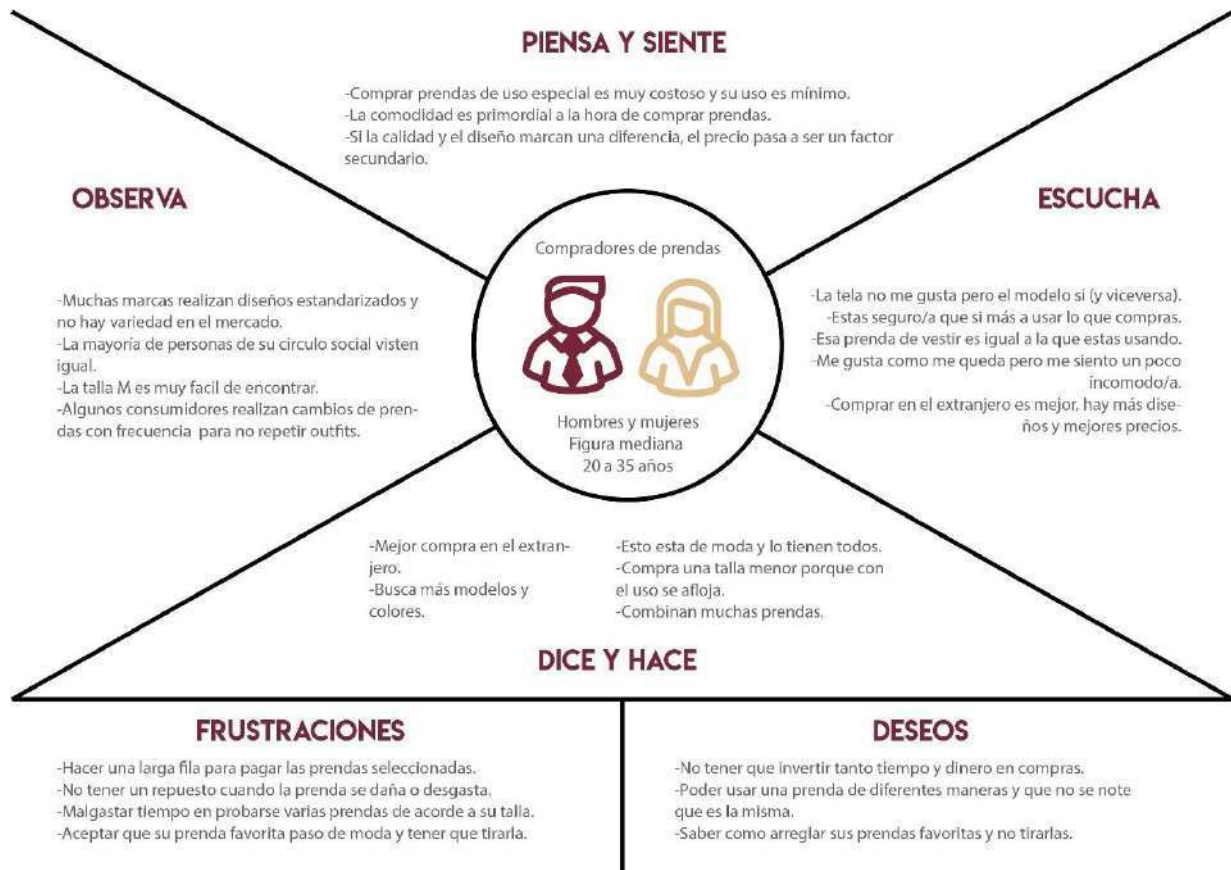 PIENSA Y SIENTE
-Comprar prendas de uso especial es muy costoso y su uso es mínimo.
-La comodidad es primordial a la hora de comprar prendas.
-Si la calidad y el diseño marcan una diferencia, el precio pasa a ser un factor
secundario.
OBSERVA
-Muchas marcas realizan diseños estandarizados y
no hay variedad en el mercado.
-La mayoría de personas de su circulo social visten
igual.
-La talla M es muy facil de encontrar.
-Algunos consumidores realizan cambios de pren-
das con frecuencia para no repetir outfits.
Compradores de prendas
Hombres y mujeres
Figura mediana
20 a 35 años
ESCUCHA
-La tela no me gusta pero el modelo si (y viceversa).
-Estas seguro/a que si más a usar lo que compras.
-Esa prenda de vestir es igual a la que estas usando.
-Me gusta como me queda pero me siento un poco
incomodo/a.
-Comprar en el extranjero es mejor, hay más dise-
ños y mejores precios.
-Mejor compra en el extran-
jero.
-Busca más modelos y
colores.
-Esto esta de moda y lo tienen todos.
-Compra una talla menor porque con
el uso se afloja.
-Combinan muchas prendas.
DICE Y HACE
FRUSTRACIONES
-Hacer una larga fila para pagar las prendas seleccionadas.
-No tener un repuesto cuando la prenda se daña o desgasta.
-Malgastar tiempo en probarse varias prendas de acorde a su talla.
-Aceptar que su prenda favorita paso de moda y tener que tirarla.
DESEOS
-No tener que invertir tanto tiempo y dinero en compras.
-Poder usar una prenda de diferentes maneras y que no se note
que es la misma.
-Saber como arreglar sus prendas favoritas y no tirarlas.